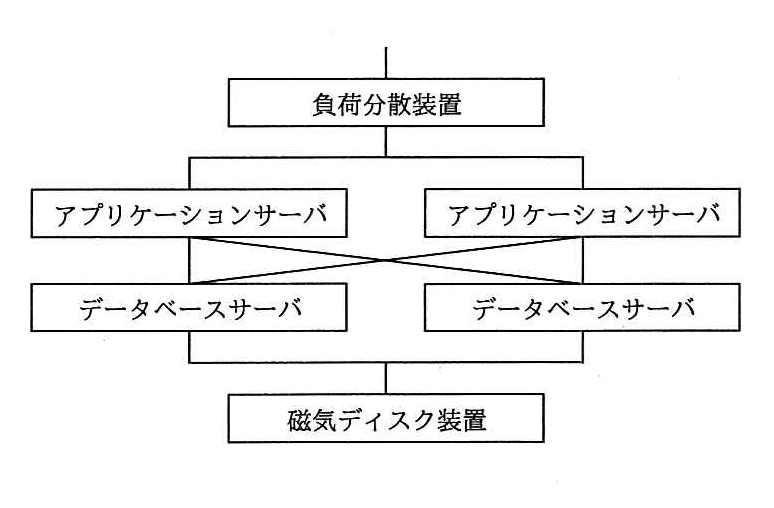 負荷分散装置
アプリケーションサーバ
アプリケーションサーバ
データベースサーバ
データベースサーバ
磁気ディスク装置